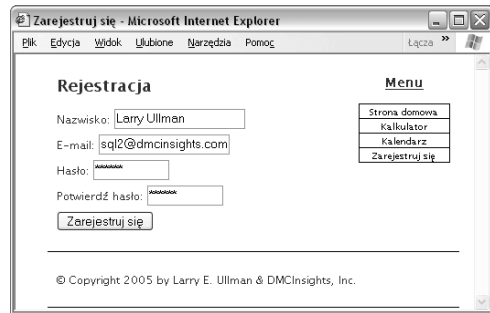 Zarejestruj się - Microsoft Internet Explorer
Plik Edycja Widok Ulubione Narzędzia Pomoc Łącza »
Rejestracja
Nazwisko: Larry Ullman
E-mail: sql2@dmcinsights.com
Hasło: ******
Potwierdź hasło: ******
Zarejestruj się
Menu
Strona domowa
Kalkulator
Kalendarz
Zarejestruj się
© Copyright 2005 by Larry E. Ullman & DMCInsights, Inc.